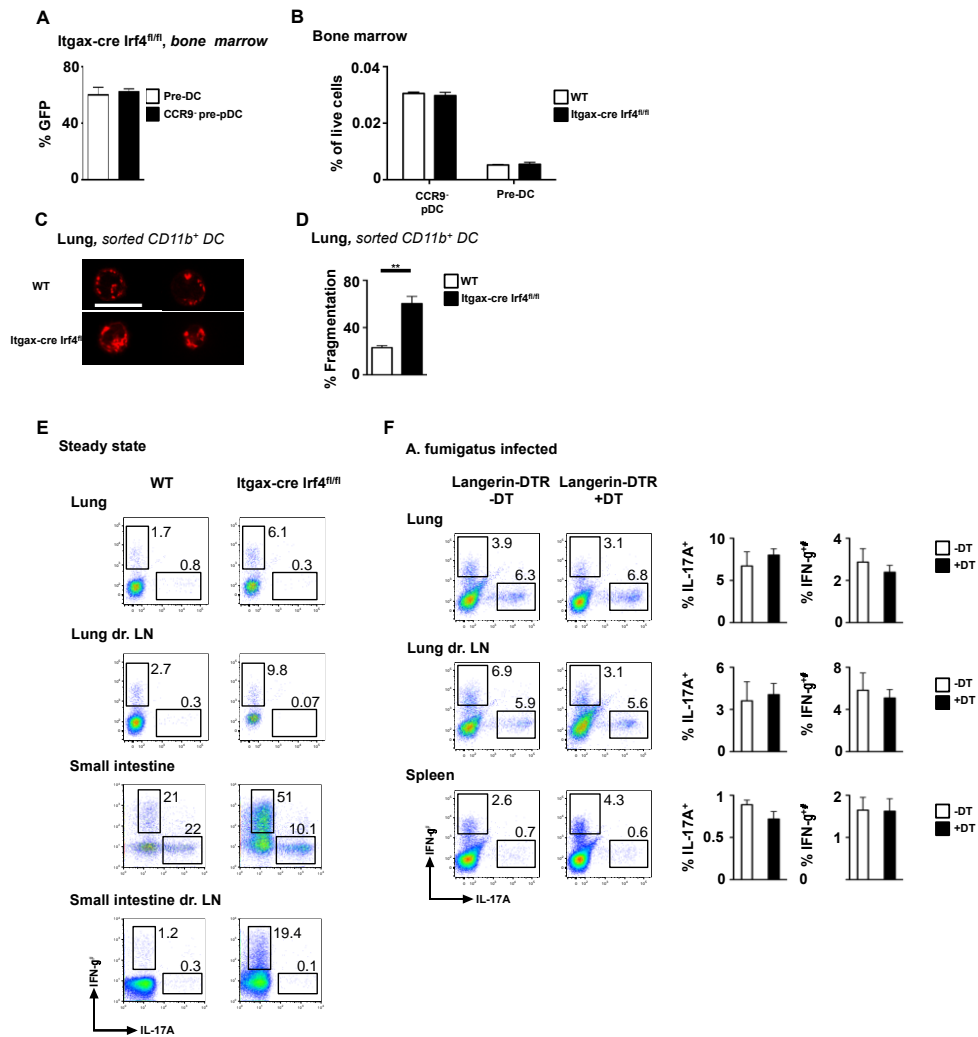 A
Itgax-cre Irf4fl/fl, bone marrow
% GFP
80
40
0
Pre-DC
CCR9- pre-pDC
B
Bone marrow
% of live cells
0.04
0.02
0
CCR9-
pDC
Pre-DC
WT
Itgax-cre Irf4fl/fl
C
Lung, sorted CD11b+ DC
WT
Itgax-cre Irf4fl
D
Lung, sorted CD11b+ DC
% Fragmentation
80
40
0
**
WT
Itgax-cre Irf4fl/fl
E
Steady state
WT
Itgax-cre Irf4fl/fl
Lung
1.7
0.8
6.1
0.3
Lung dr. LN
2.7
0.3
9.8
0.07
Small intestine
21
22
51
10.1
Small intestine dr. LN
1.2
0.3
19.4
0.1
IFN-g
IL-17A
F
A. fumigatus infected
Langerin-DTR
-DT
Langerin-DTR
+DT
Lung
3.9
6.3
3.1
6.8
% IL-17A+
10
5
0
% IFN-g+#
4
2
0
-DT
+DT
Lung dr. LN
6.9
5.9
3.1
5.6
% IL-17A+
6
3
0
% IFN-g+#
8
4
0
-DT
+DT
Spleen
2.6
0.7
4.3
0.6
IFN-g
IL-17A
% IL-17A+
1
0.5
0
% IFN-g+#
2
1
0
-DT
+DT